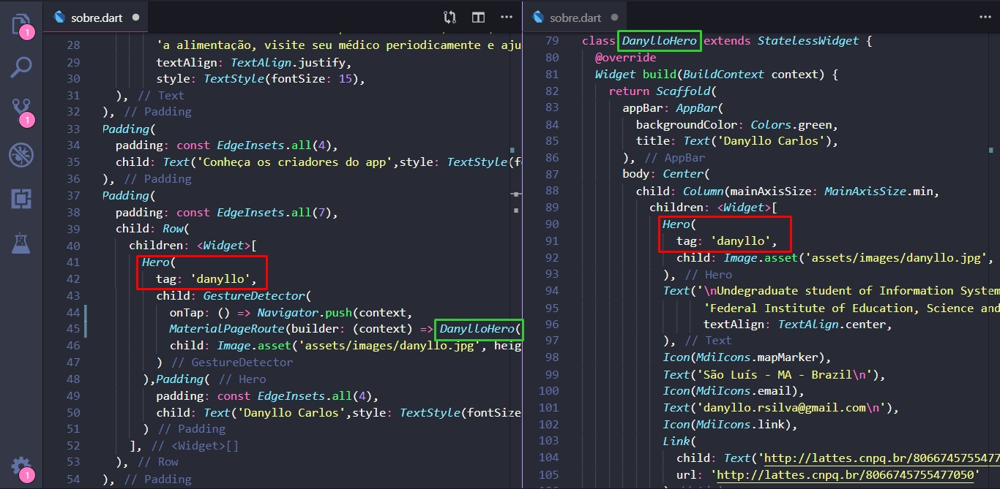 sobre.dart
28 'a alimentação, visite seu médico periodicamente e aju
29 textAlign: TextAlign.justify,
30 style: TextStyle(fontSize: 15),
31 ), // Text
32 ), // Padding
33 Padding(
34 padding: const EdgeInsets.all(4),
35 child: Text('Conheça os criadores do app',style: TextStyle(f
36 ), // Padding
37 Padding(
38 padding: const EdgeInsets.all(7),
39 child: Row(
40 children: <Widget>[
41 Hero(
42 tag: 'danyllo',
43 child: GestureDetector(
44 onTap: () => Navigator.push(context,
45 MaterialPageRoute(builder: (context) => DanylloHero(
46 child: Image.asset('assets/images/danyllo.jpg', heig
47 ) // GestureDetector
48 ),Padding( // Hero
49 padding: const EdgeInsets.all(4),
50 child: Text('Danyllo Carlos',style: TextStyle(fontSize
51 ) // Padding
52 ], // <Widget>[]
53 ), // Row
54 ), // Padding
1
1
1
sobre.dart
79 class DanylloHero extends StatelessWidget {
80 @override
81 Widget build(BuildContext context) {
82 return Scaffold(
83 appBar: AppBar(
84 backgroundColor: Colors.green,
85 title: Text('Danyllo Carlos'),
86 ), // AppBar
87 body: Center(
88 child: Column(mainAxisSize: MainAxisSize.min,
89 children: <Widget>[
90 Hero(
91 tag: 'danyllo',
92 child: Image.asset('assets/images/danyllo.jpg',
93 ), // Hero
94 Text('\nUndegraduate student of Information System
95 'Federal Institute of Education, Science and
96 textAlign: TextAlign.center,
97 ), // Text
98 Icon(MdiIcons.mapMarker),
99 Text('São Luís - MA - Brazil\n'),
100 Icon(MdiIcons.email),
101 Text('danyllo.rsilva@gmail.com\n'),
102 Icon(MdiIcons.link),
103 Link(
104 child: Text('http://lattes.cnpq.br/8066745755477
105 url: 'http://lattes.cnpq.br/8066745755477050'